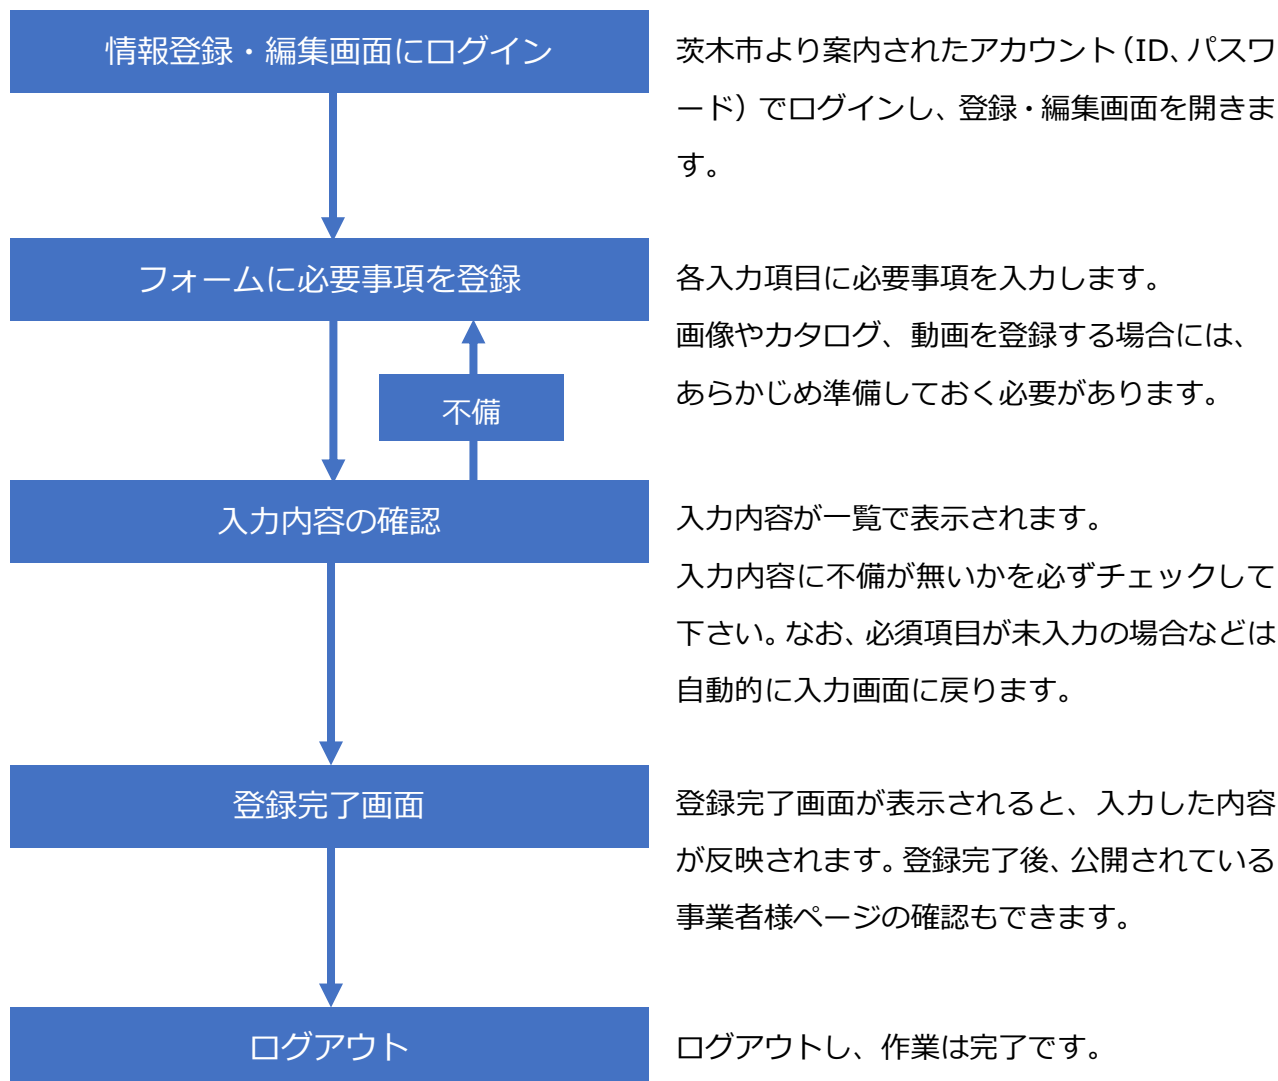 情報登録・編集画面にログイン
茨木市より案内されたアカウント（ID、パスワ
ード）でログインし、登録・編集画面を開きま
す。
フォームに必要事項を登録
各入力項目に必要事項を入力します。
画像やカタログ、動画を登録する場合には、
あらかじめ準備しておく必要があります。
不備
入力内容の確認
入力内容が一覧で表示されます。
入力内容に不備が無いかを必ずチェックして
下さい。なお、必須項目が未入力の場合などは
自動的に入力画面に戻ります。
登録完了画面
登録完了画面が表示されると、入力した内容
が反映されます。登録完了後、公開されている
事業者様ページの確認もできます。
ログアウト
ログアウトし、作業は完了です。